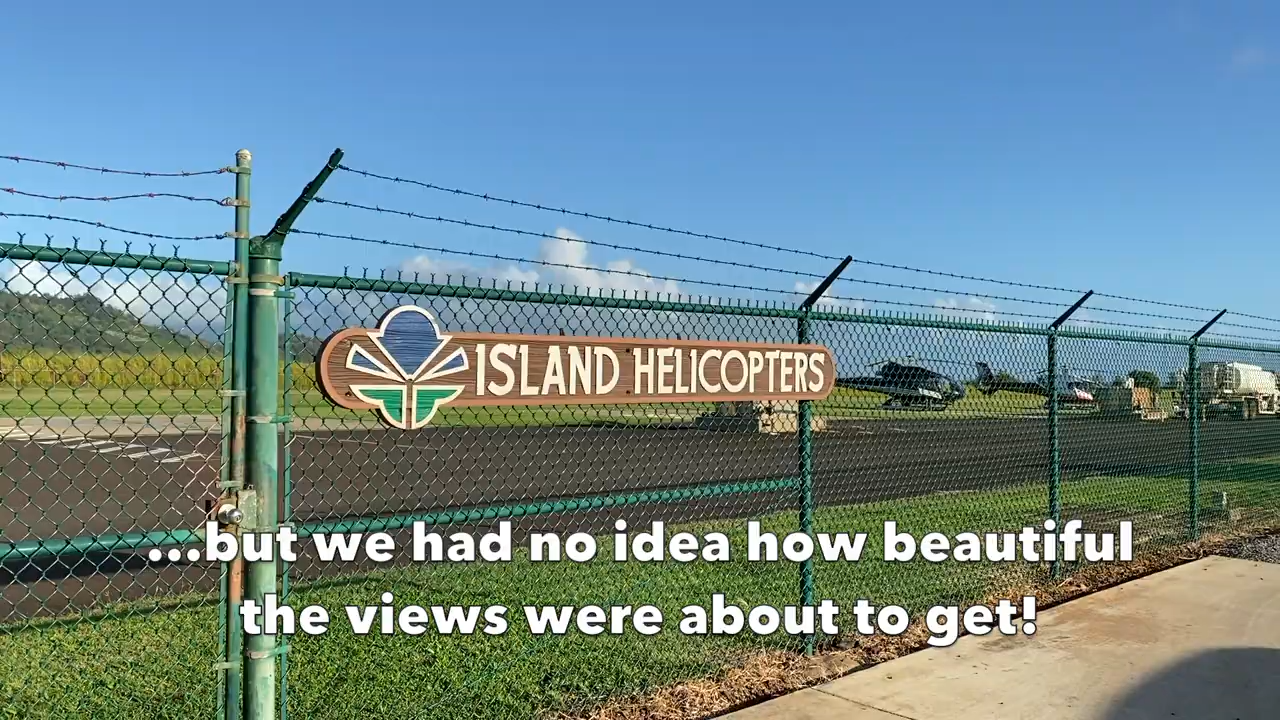 ISLAND HELICOPTERS
...but we had no idea how beautiful
the views were about to get!